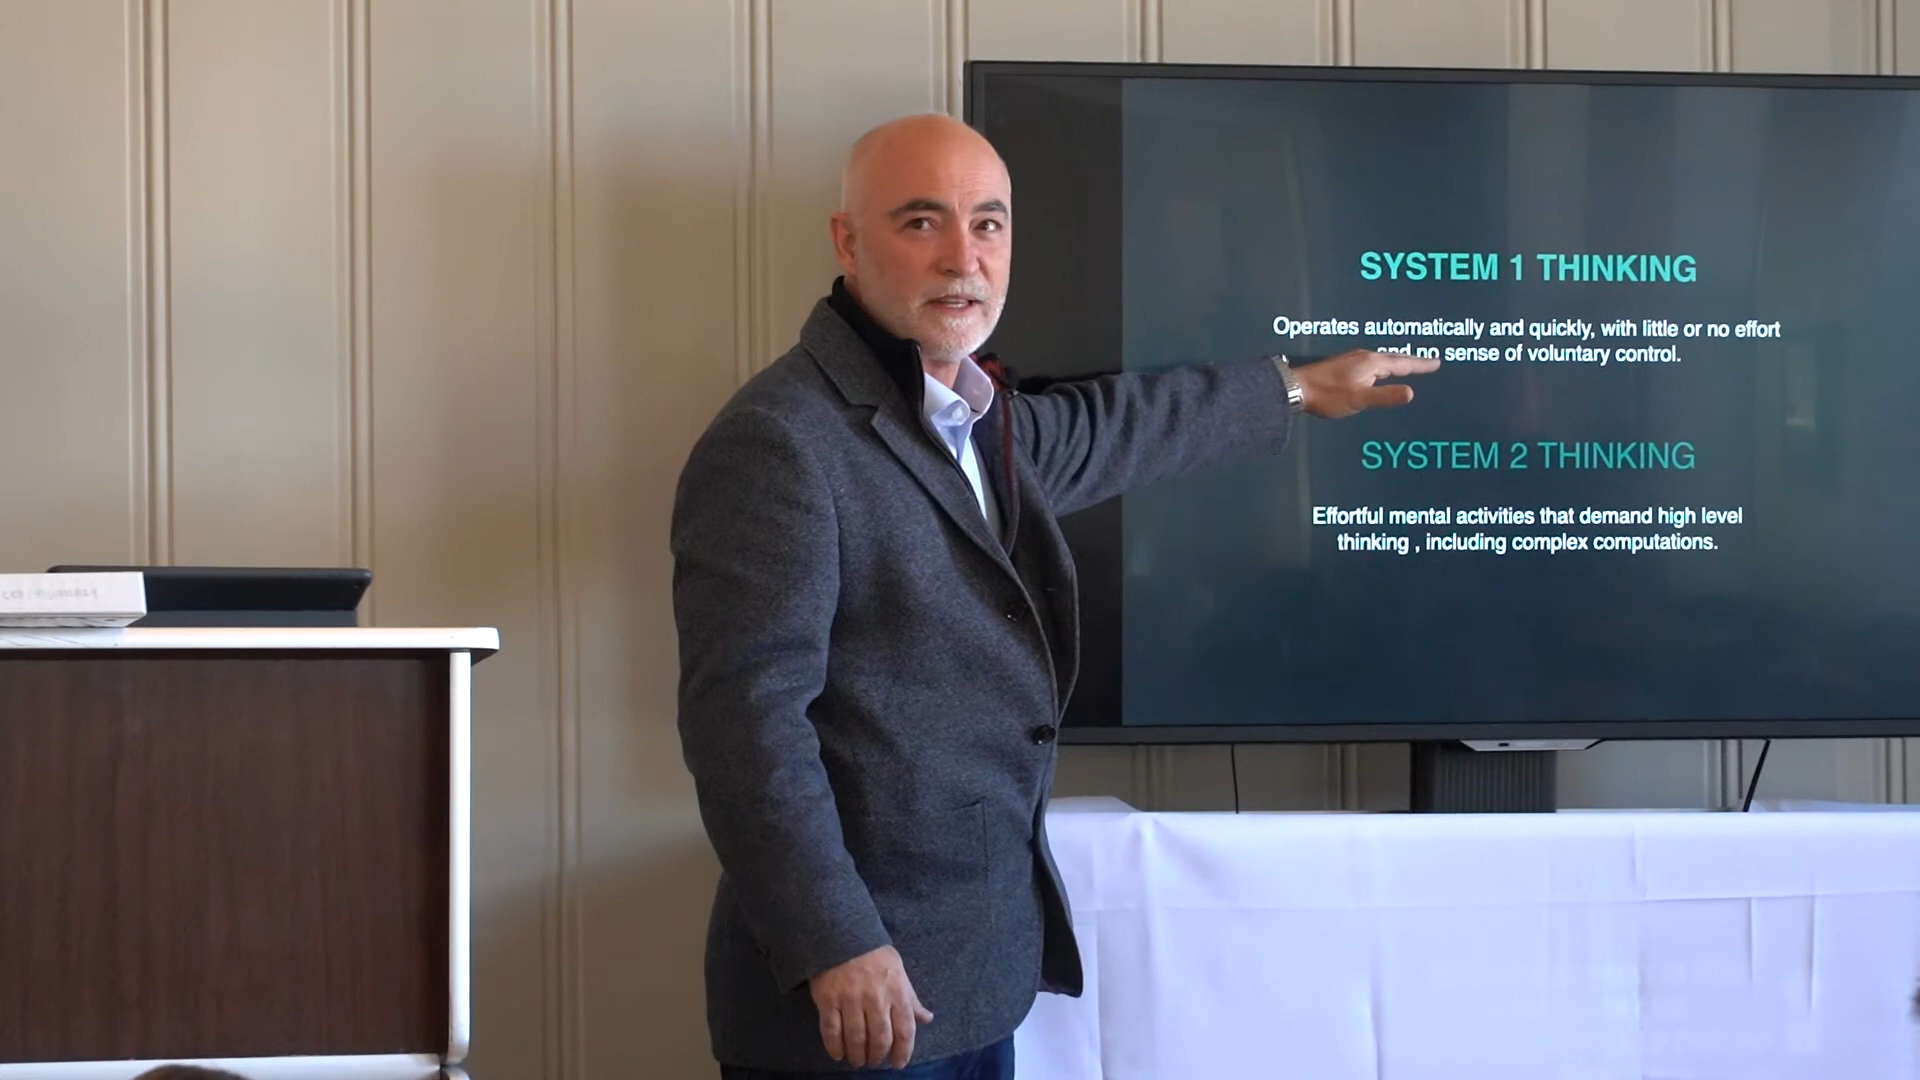 SYSTEM 1 THINKING
Operates automatically and quickly, with little or no effort
and no sense of voluntary control.
SYSTEM 2 THINKING
Effortful mental activities that demand high level
thinking , including complex computations.